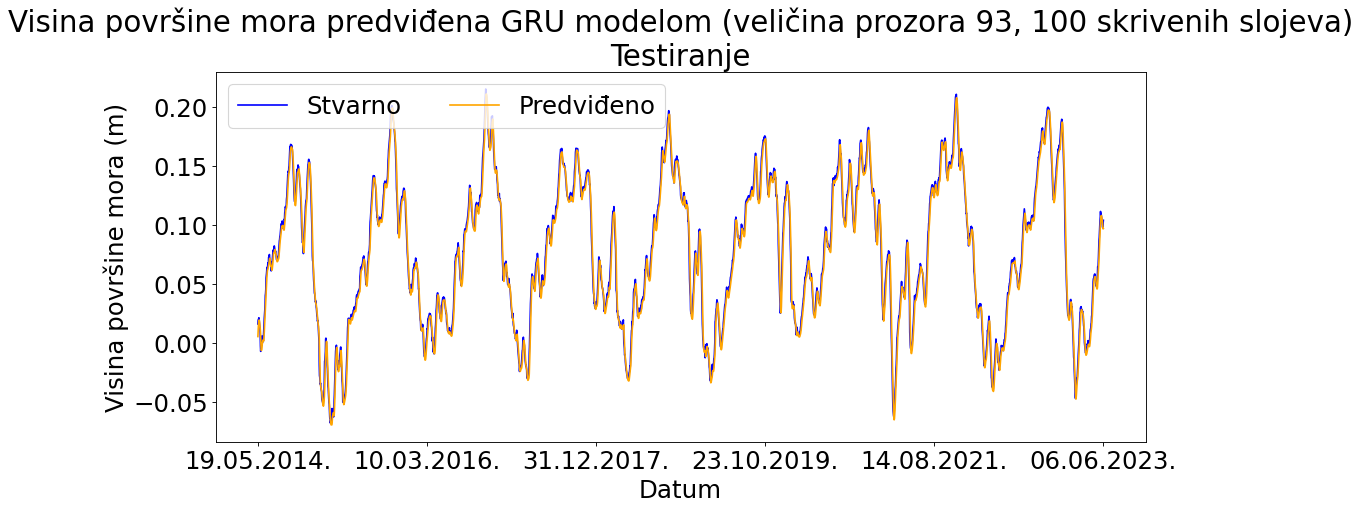 Visina površine mora predviđena GRU modelom (veličina prozora 93, 100 skrivenih slojeva)
Testiranje
Stvarno Predviđeno
Visina površine mora (m)
0.20
0.15
0.10
0.05
0.00
−0.05
19.05.2014. 10.03.2016. 31.12.2017. 23.10.2019. 14.08.2021. 06.06.2023.
Datum